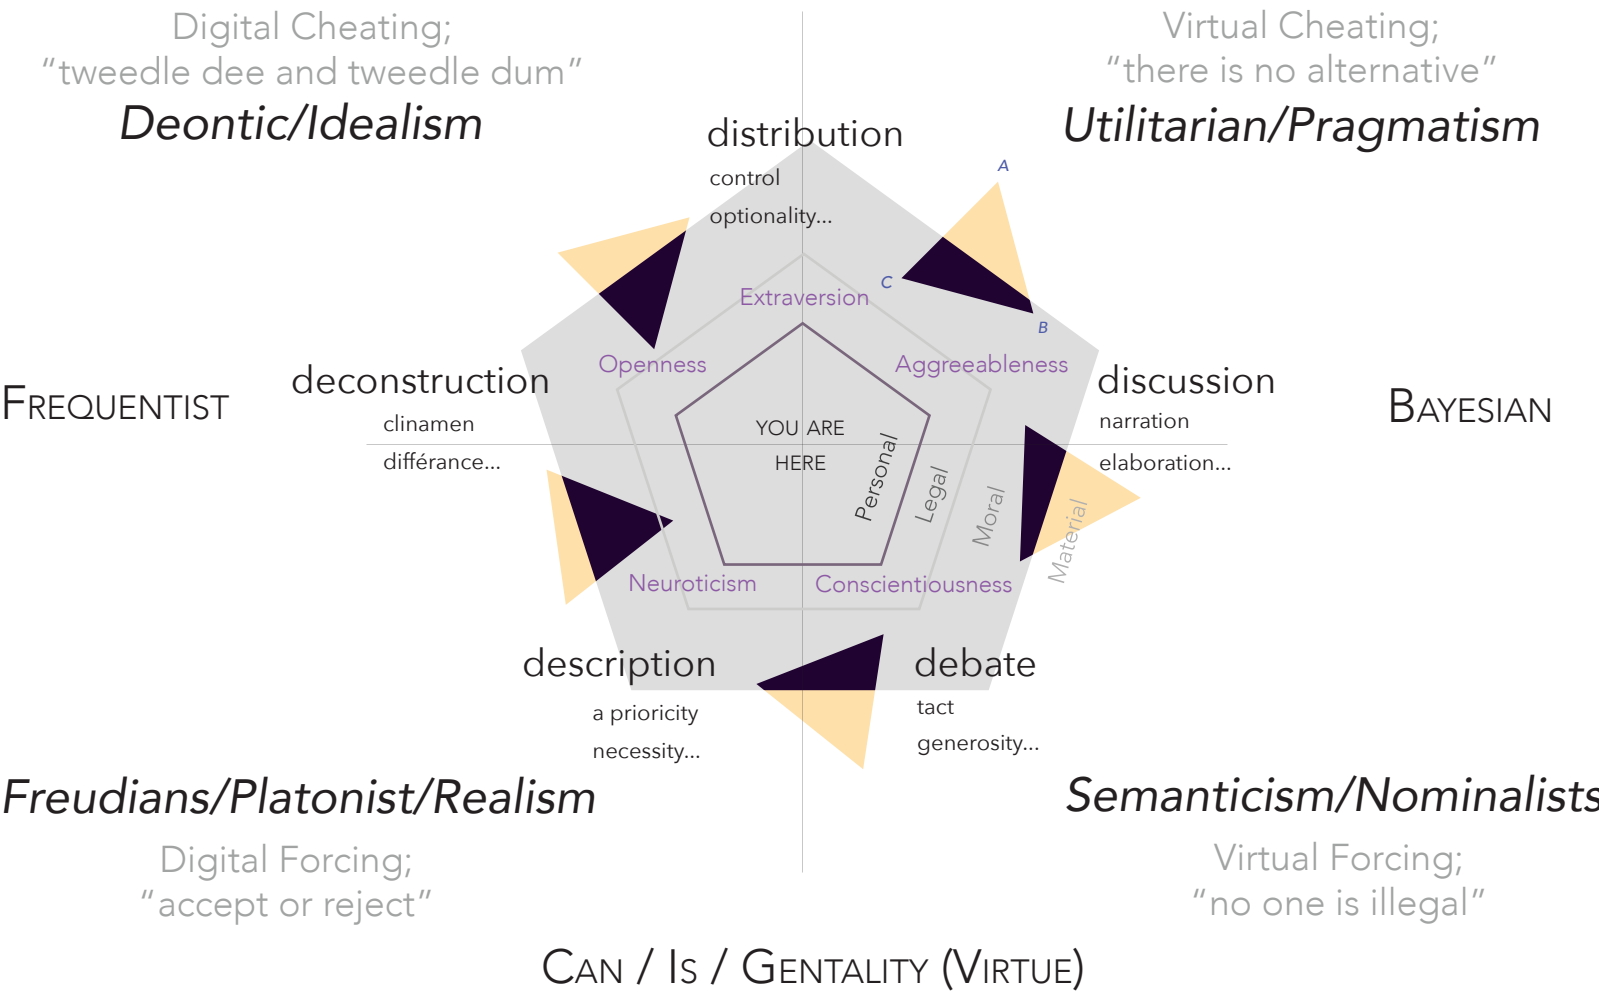 Digital Cheating;
“tweedle dee and tweedle dum”
Deontic/Idealism
Virtual Cheating;
“there is no alternative”
Utilitarian/Pragmatism
distribution
control
optionality...
A
C
B
Extraversion
Openness
Aggreeableness
deconstruction
clinamen
différance...
discussion
narration
elaboration...
FREQUENTIST
BAYESIAN
YOU ARE
HERE
Personal
Legal
Moral
Material
Neuroticism
Conscientiousness
description
a prioricity
necessity...
debate
tact
generosity...
Freudians/Platonist/Realism
Digital Forcing;
“accept or reject”
Semanticism/Nominalists
Virtual Forcing;
“no one is illegal”
CAN / IS / GENTALITY (VIRTUE)